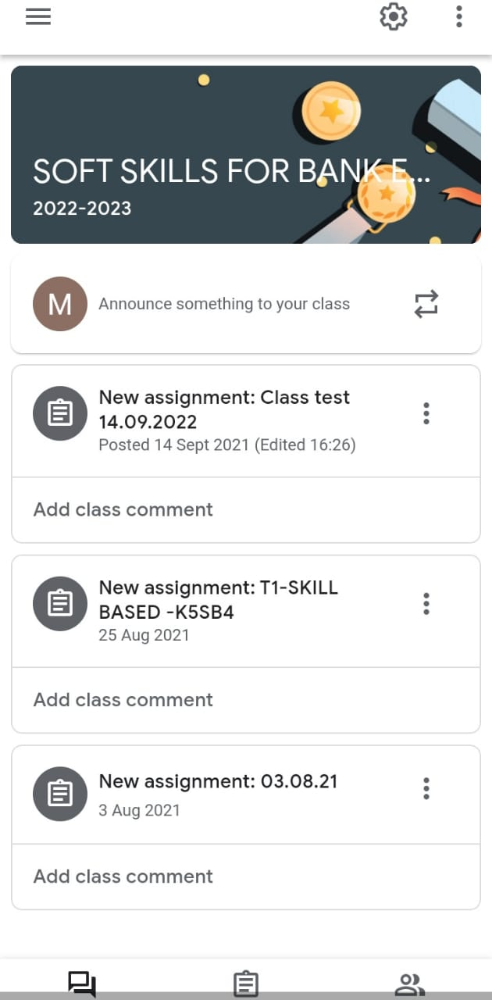 SOFT SKILLS FOR BANK E...
2022-2023
M
Announce something to your class
New assignment: Class test
14.09.2022
Posted 14 Sept 2021 (Edited 16:26)
Add class comment
New assignment: T1-SKILL
BASED -K5SB4
25 Aug 2021
Add class comment
New assignment: 03.08.21
3 Aug 2021
Add class comment